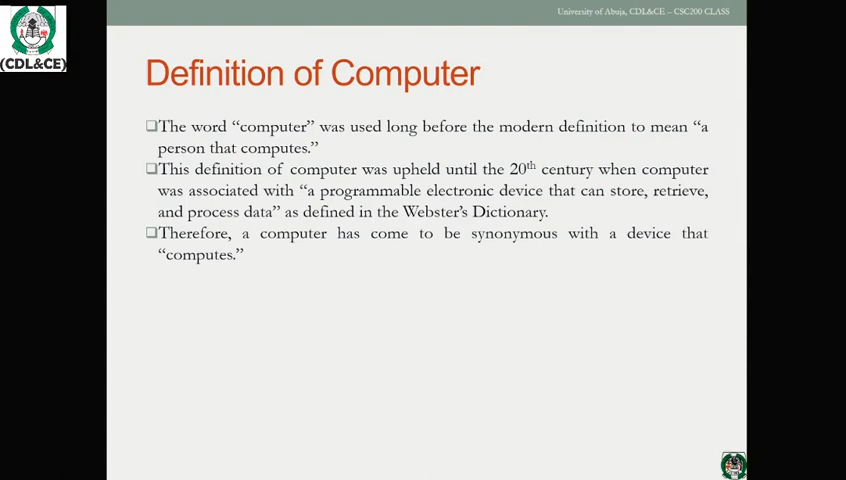 University of Abuja, CDL&CE – CSC200 CLASS
(CDL&CE)
Definition of Computer
❑The word “computer” was used long before the modern definition to mean “a
person that computes.”
❑This definition of computer was upheld until the 20th century when computer
was associated with “a programmable electronic device that can store, retrieve,
and process data” as defined in the Webster’s Dictionary.
❑Therefore, a computer has come to be synonymous with a device that
“computes.”